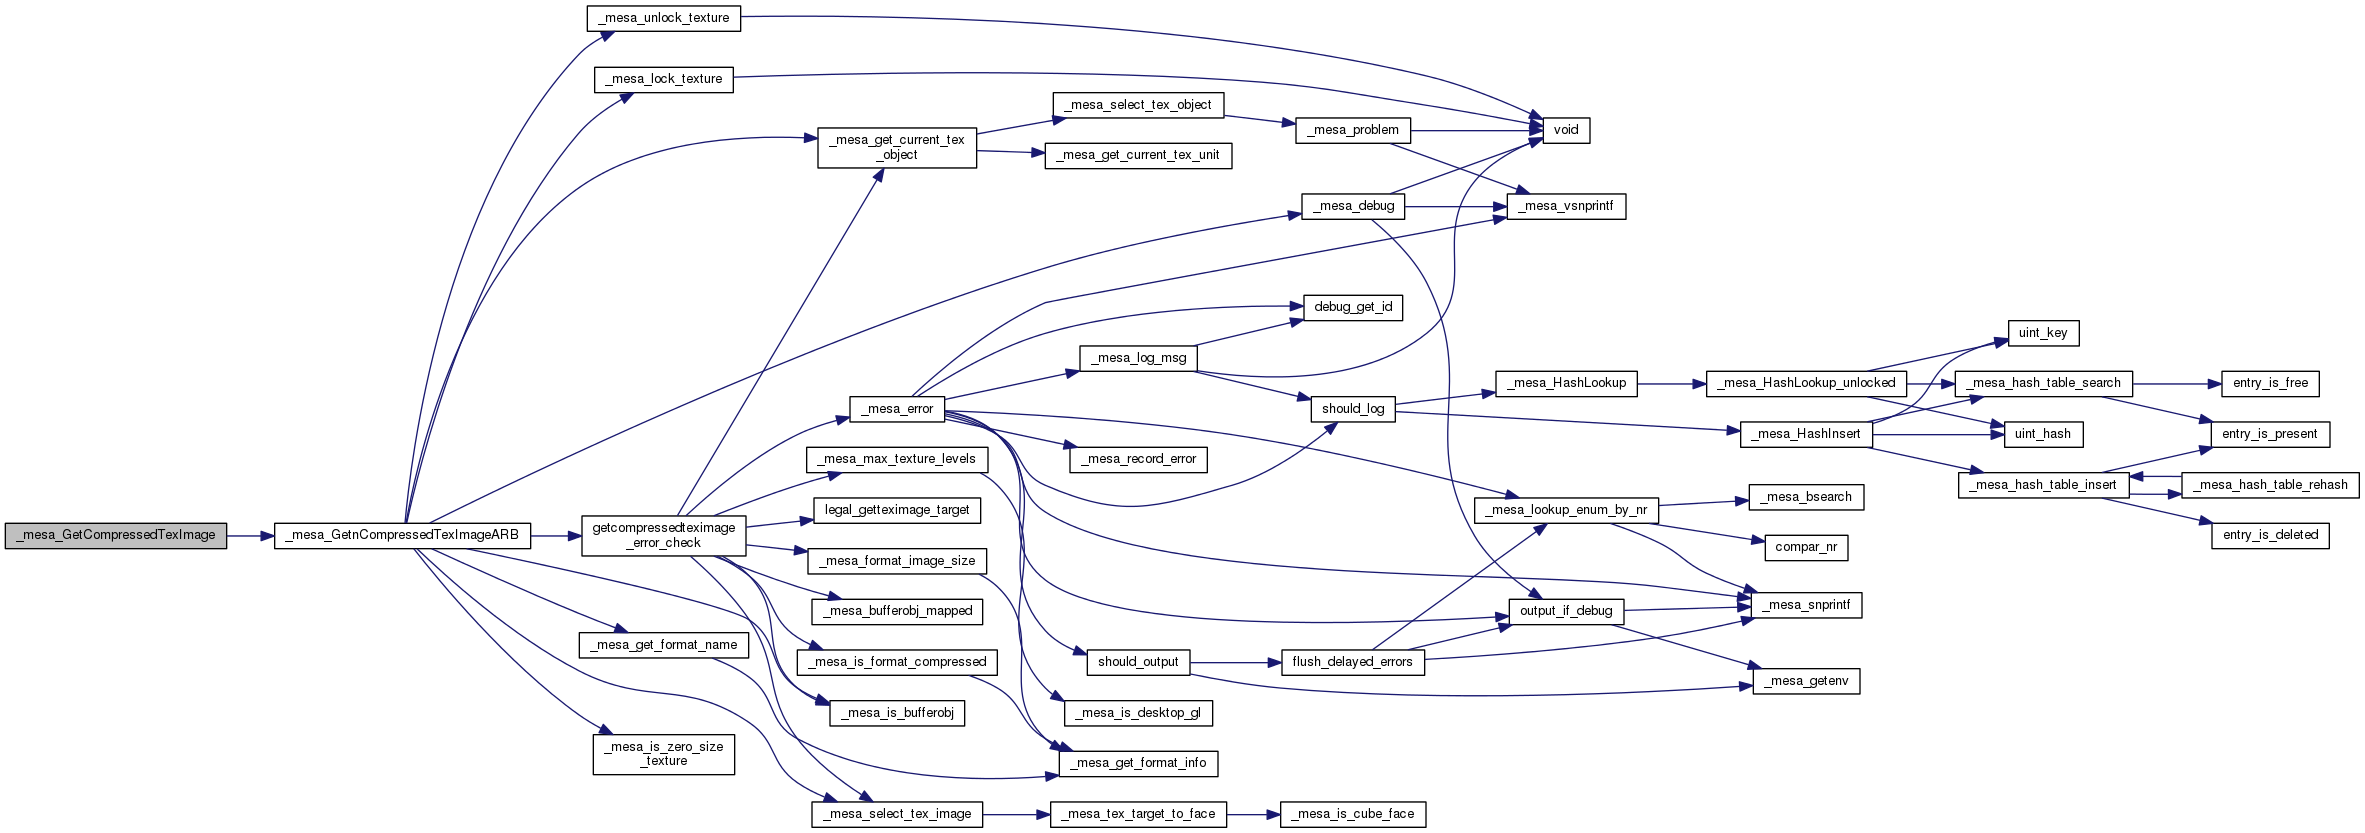 _mesa_GetCompressedTexImage
_mesa_GetnCompressedTexImageARB
_mesa_unlock_texture
_mesa_lock_texture
_mesa_get_current_tex
_object
getcompressedteximage
_error_check
_mesa_get_format_name
_mesa_is_zero_size
_texture
_mesa_error
_mesa_max_texture_levels
legal_getteximage_target
_mesa_format_image_size
_mesa_bufferobj_mapped
_mesa_is_format_compressed
_mesa_is_bufferobj
_mesa_select_tex_image
_mesa_select_tex_object
_mesa_get_current_tex_unit
_mesa_log_msg
_mesa_record_error
should_output
_mesa_is_desktop_gl
_mesa_get_format_info
_mesa_tex_target_to_face
_mesa_problem
_mesa_debug
debug_get_id
should_log
flush_delayed_errors
_mesa_is_cube_face
void
_mesa_vsnprintf
_mesa_HashLookup
_mesa_lookup_enum_by_nr
output_if_debug
_mesa_HashLookup_unlocked
_mesa_HashInsert
_mesa_bsearch
compar_nr
_mesa_snprintf
_mesa_getenv
uint_key
_mesa_hash_table_search
uint_hash
_mesa_hash_table_insert
entry_is_free
entry_is_present
_mesa_hash_table_rehash
entry_is_deleted